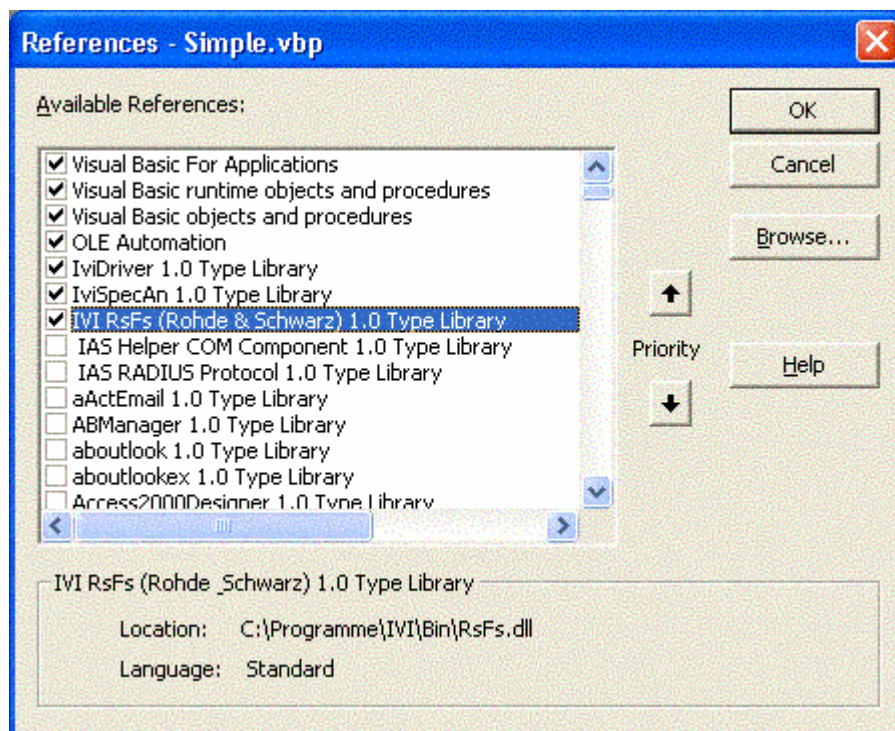 References - Simple.vbp
Available References:
OK
Cancel
Browse...
Priority
Help
Visual Basic For Applications
Visual Basic runtime objects and procedures
Visual Basic objects and procedures
OLE Automation
IviDriver 1.0 Type Library
IviSpecAn 1.0 Type Library
IVI RsFs (Rohde & Schwarz) 1.0 Type Library
IAS Helper COM Component 1.0 Type Library
IAS RADIUS Protocol 1.0 Type Library
aActEmail 1.0 Type Library
ABManager 1.0 Type Library
aboutlook 1.0 Type Library
aboutlookex 1.0 Type Library
Access2000Designer 1.0 Type Library
IVI RsFs (Rohde _Schwarz) 1.0 Type Library
Location: C:\Programme\IVI\Bin\RsFs.dll
Language: Standard